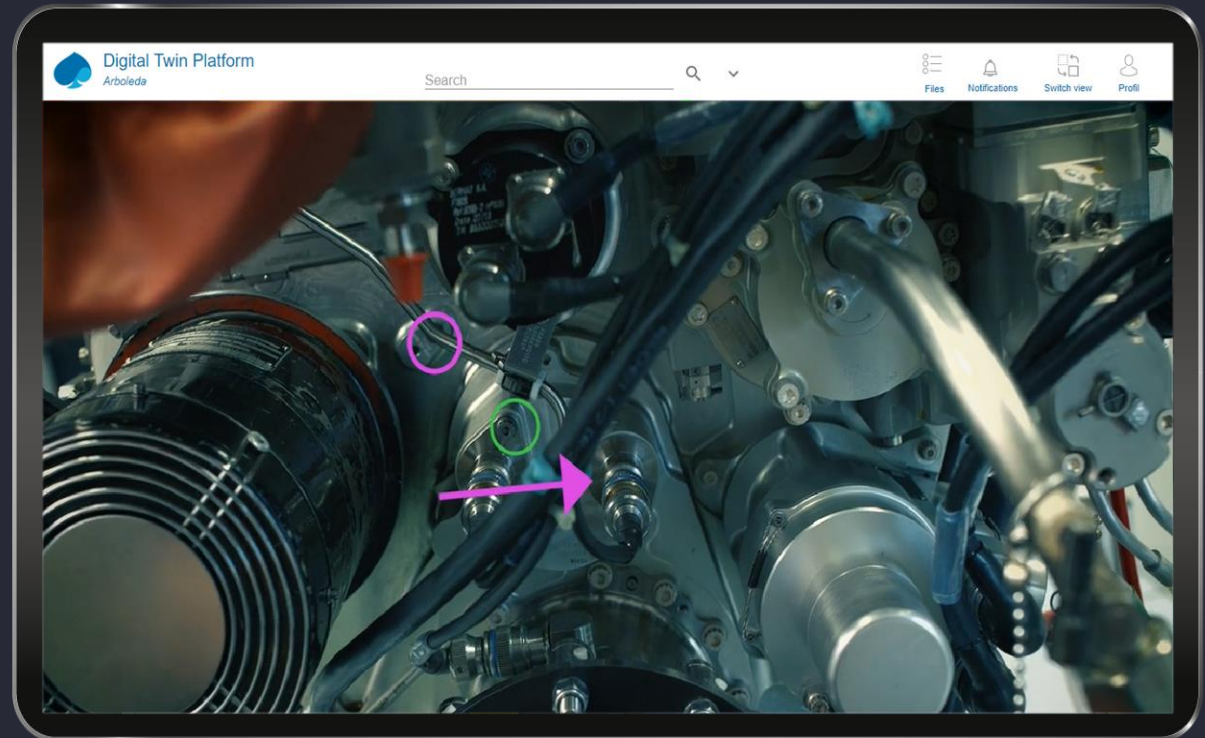 Digital Twin Platform
Arboleda
Search
Files
Notifications
Switch view
Profil